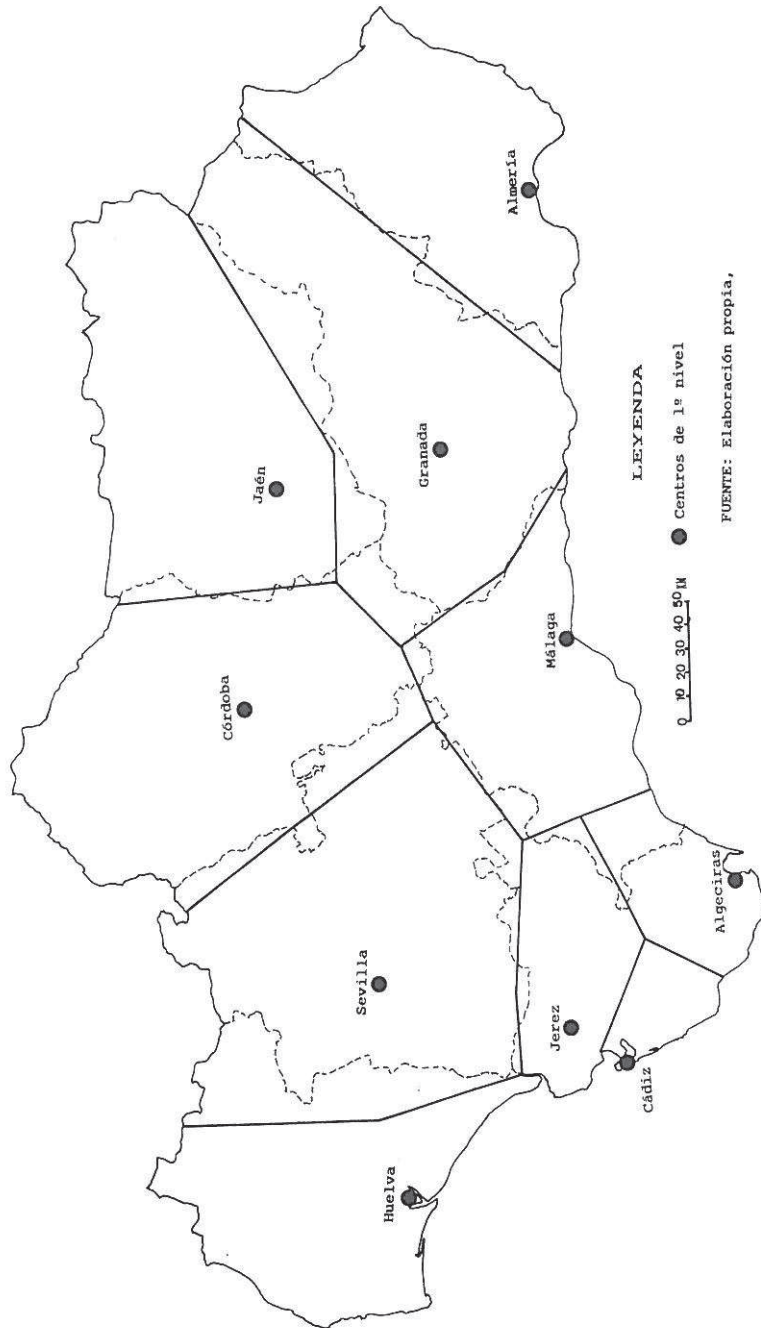 Córdoba
Jaén
Sevilla
Granada
Almería
Huelva
Jerez
Málaga
Cádiz
Algeciras
LEYENDA
0 10 20 30 40 50 KM
Centros de 1º nivel
FUENTE: Elaboración propia,